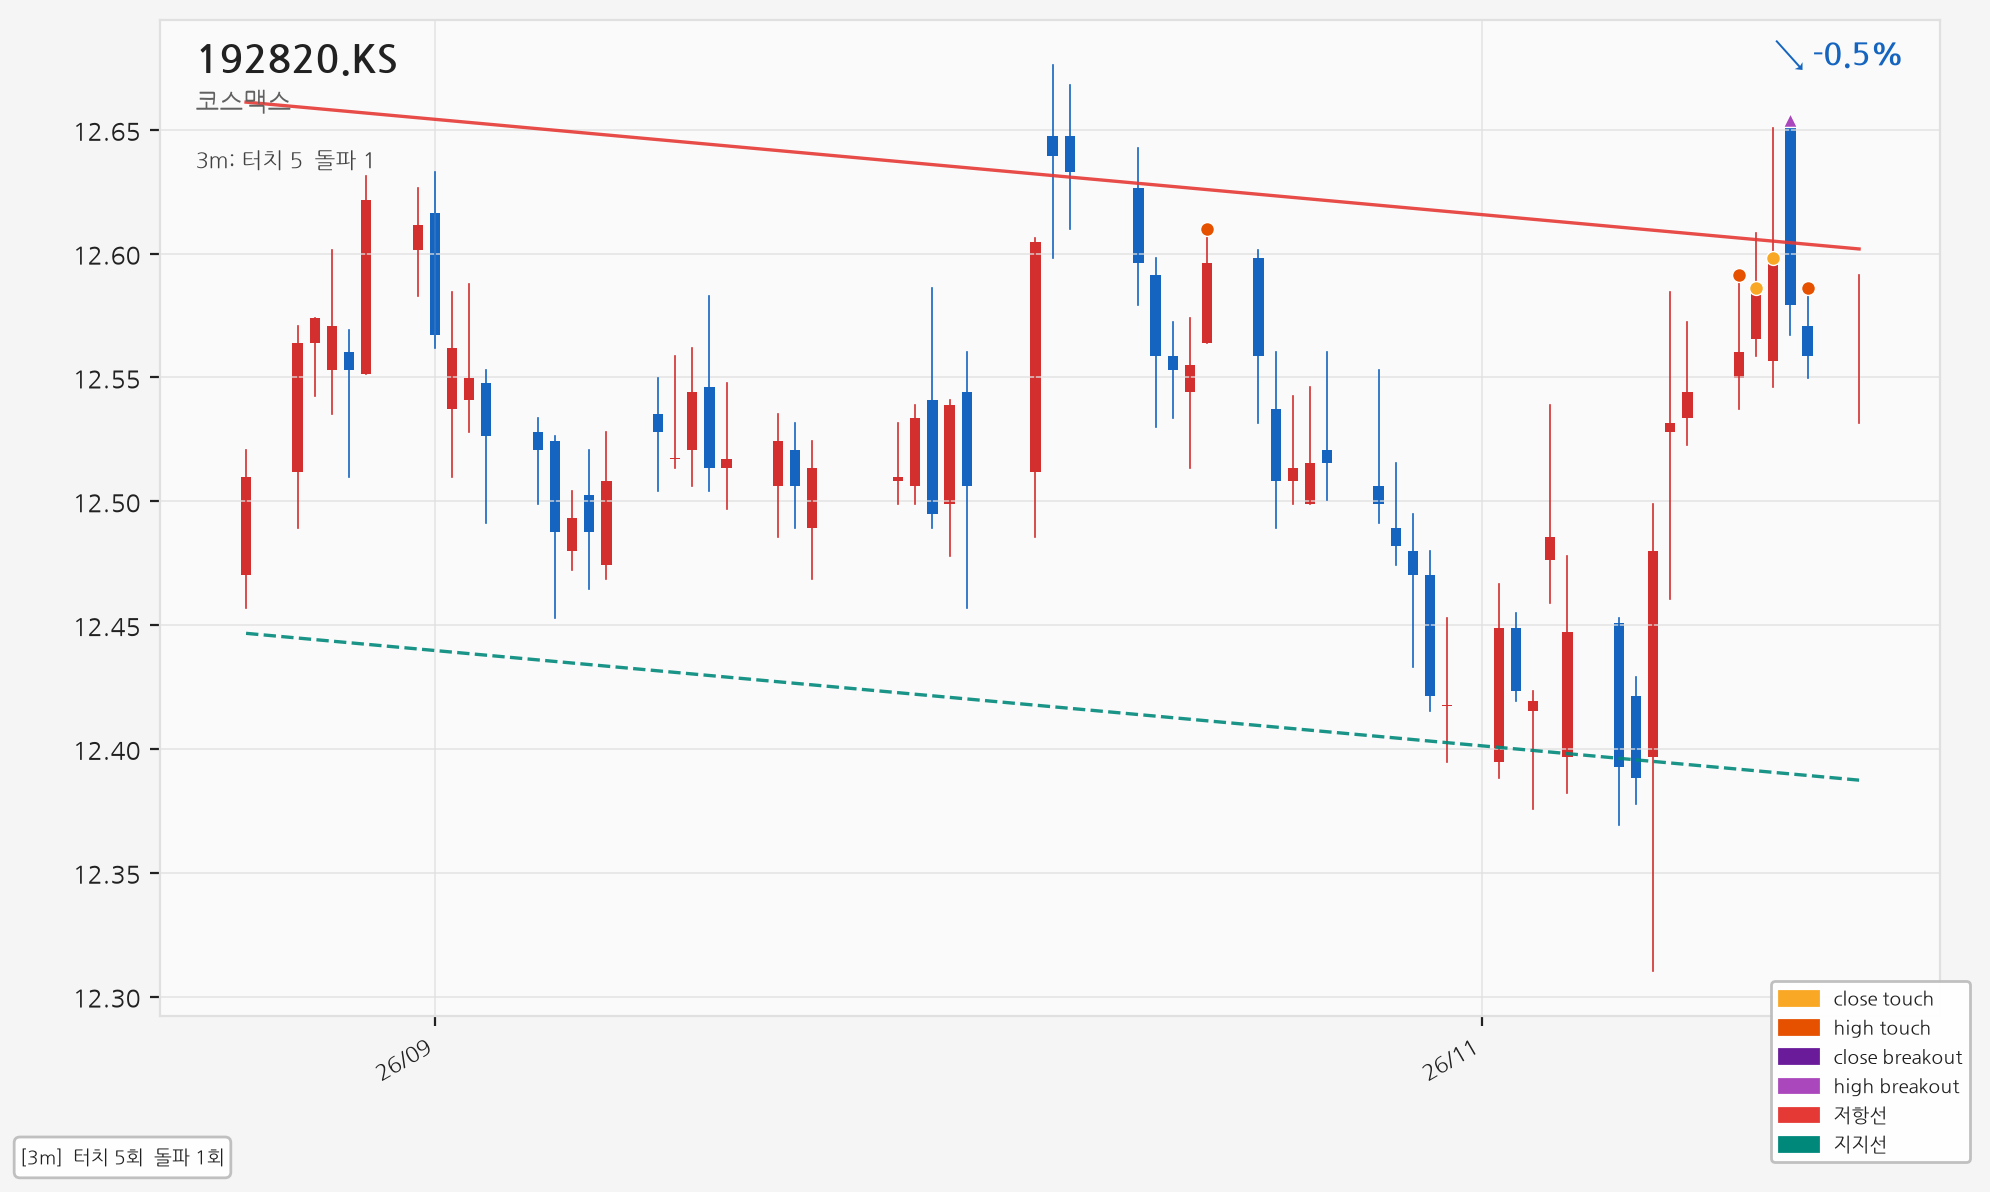 192820.KS
코스맥스
3m: 터치 5 돌파 1
-0.5%
12.65
12.60
12.55
12.50
12.45
12.40
12.35
12.30
26/09
26/11
close touch
high touch
close breakout
high breakout
저항선
지지선
[3m] 터치 5회 돌파 1회